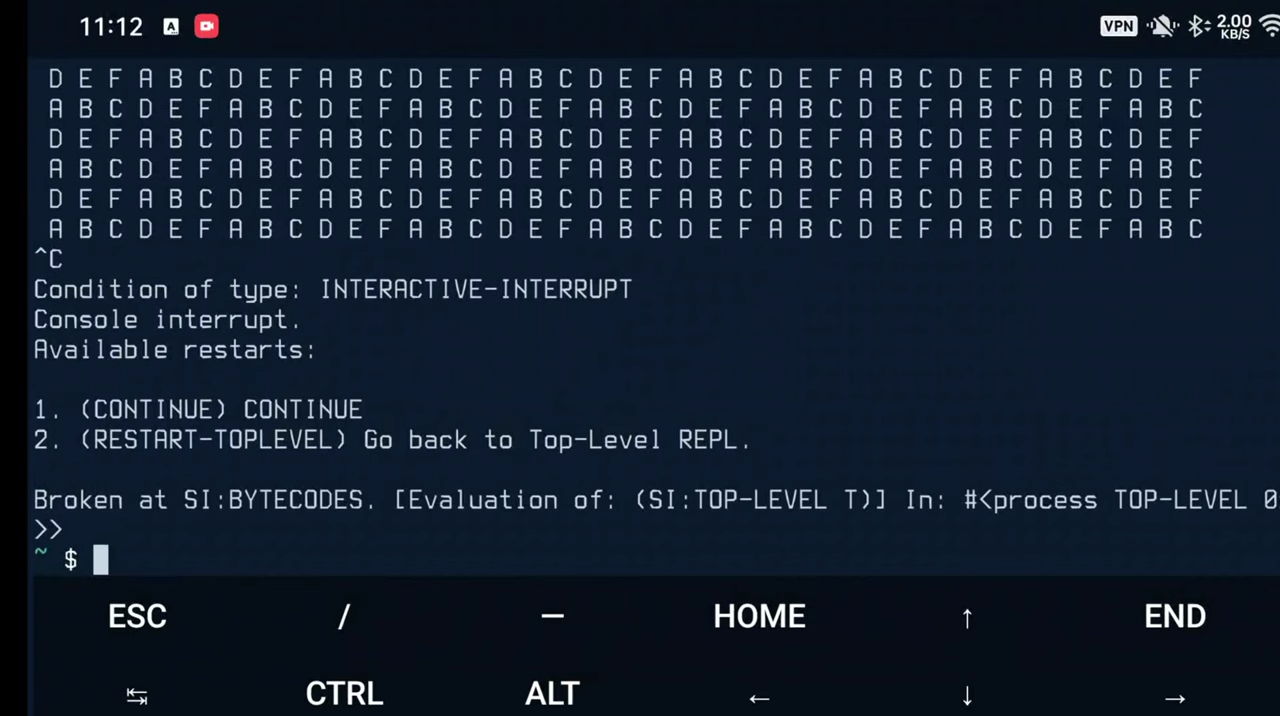 11:12 A VPN 2.00 KB/S
D E F A B C D E F A B C D E F A B C D E F A B C D E F A B C D E F A B C D E F
A B C D E F A B C D E F A B C D E F A B C D E F A B C D E F A B C D E F A B C
D E F A B C D E F A B C D E F A B C D E F A B C D E F A B C D E F A B C D E F
A B C D E F A B C D E F A B C D E F A B C D E F A B C D E F A B C D E F A B C
D E F A B C D E F A B C D E F A B C D E F A B C D E F A B C D E F A B C D E F
A B C D E F A B C D E F A B C D E F A B C D E F A B C D E F A B C D E F A B C
^C
Condition of type: INTERACTIVE-INTERRUPT
Console interrupt.
Available restarts:
1. (CONTINUE) CONTINUE
2. (RESTART-TOPLEVEL) Go back to Top-Level REPL.
Broken at SI:BYTECODES. [Evaluation of: (SI:TOP-LEVEL T)] In: #<process TOP-LEVEL 0
>>
~ $
ESC / — HOME ↑ END
↹ CTRL ALT ← ↓ →